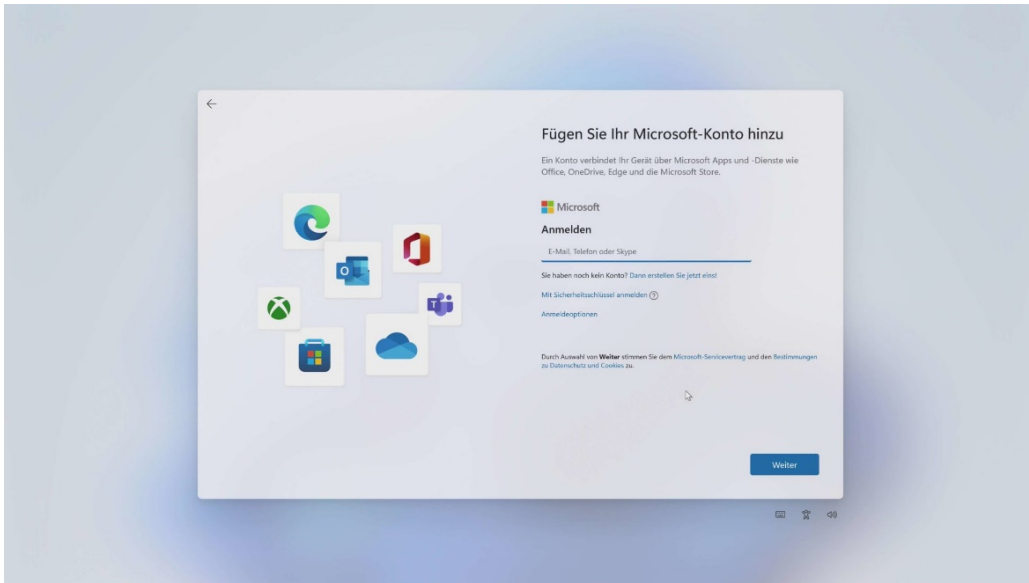 Fügen Sie Ihr Microsoft-Konto hinzu
Ein Konto verbindet Ihr Gerät über Microsoft Apps und -Dienste wie
Office, OneDrive, Edge und die Microsoft Store.
Microsoft
Anmelden
E-Mail, Telefon oder Skype
Sie haben noch kein Konto? Dann erstellen Sie jetzt eins!
Mit Sicherheitsschlüssel anmelden
Anmeldeoptionen
Durch Auswahl von Weiter stimmen Sie dem Microsoft-Servicevertrag und den Bestimmungen
zu Datenschutz und Cookies zu.
Weiter